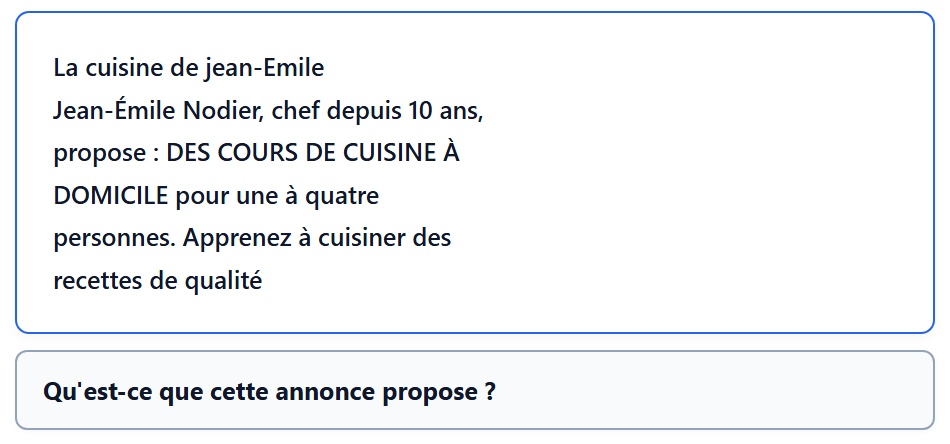 La cuisine de jean-Emile
Jean-Émile Nodier, chef depuis 10 ans,
propose : DES COURS DE CUISINE À
DOMICILE pour une à quatre
personnes. Apprenez à cuisiner des
recettes de qualité
Qu'est-ce que cette annonce propose ?